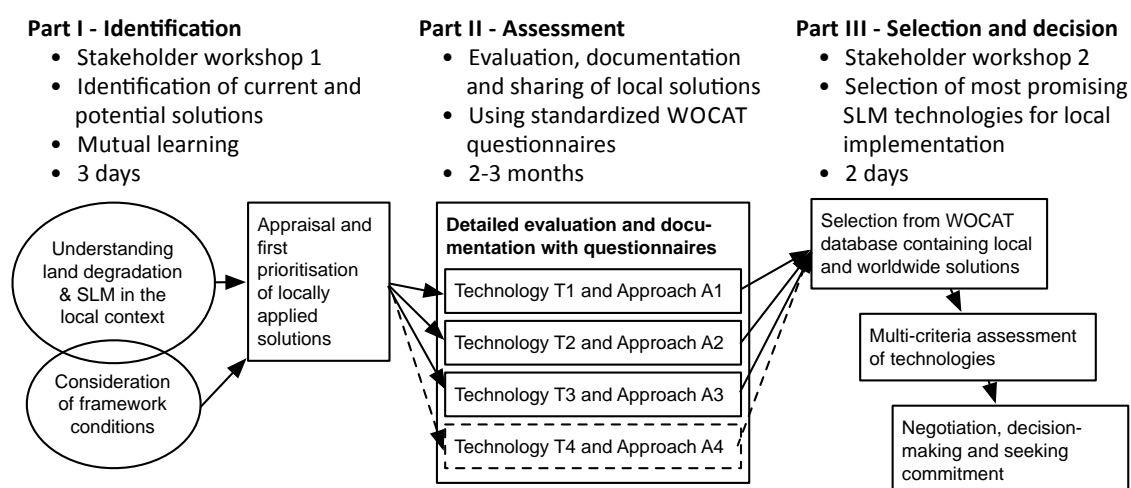 Part I - Identification
• Stakeholder workshop 1
• Identification of current and
potential solutions
• Mutual learning
• 3 days
Part II - Assessment
• Evaluation, documentation
and sharing of local solutions
• Using standardized WOCAT
questionnaires
• 2-3 months
Part III - Selection and decision
• Stakeholder workshop 2
• Selection of most promising
SLM technologies for local
implementation
• 2 days
Understanding
land degradation
& SLM in the
local context
Consideration
of framework
conditions
Appraisal and
first
prioritisation
of locally
applied
solutions
Detailed evaluation and docu-
mentation with questionnaires
Technology T1 and Approach A1
Technology T2 and Approach A2
Technology T3 and Approach A3
Technology T4 and Approach A4
Selection from WOCAT
database containing local
and worldwide solutions
Multi-criteria assessment
of technologies
Negotiation, decision-
making and seeking
commitment